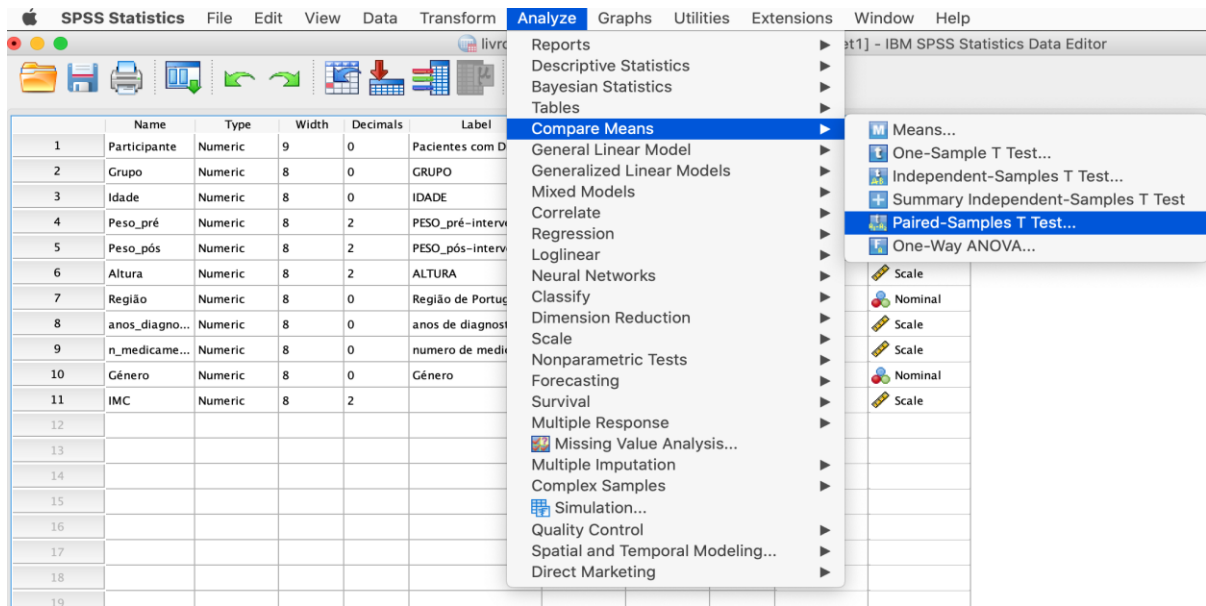 SPSS Statistics File Edit View Data Transform Analyze Graphs Utilities Extensions Window Help
livro et1] - IBM SPSS Statistics Data Editor
Name Type Width Decimals Label
1 Participante Numeric 9 0 Pacientes com D
2 Grupo Numeric 8 0 GRUPO
3 Idade Numeric 8 0 IDADE
4 Peso_pré Numeric 8 2 PESO_pré-interve
5 Peso_pós Numeric 8 2 PESO_pós-interv
6 Altura Numeric 8 2 ALTURA Scale
7 Região Numeric 8 0 Região de Portug Nominal
8 anos_diagno... Numeric 8 0 anos de diagnost Scale
9 n_medicame... Numeric 8 0 numero de medi Scale
10 Género Numeric 8 0 Género Nominal
11 IMC Numeric 8 2 Scale
12
13
14
15
16
17
18
19
Reports
Descriptive Statistics
Bayesian Statistics
Tables
Compare Means
General Linear Model
Generalized Linear Models
Mixed Models
Correlate
Regression
Loglinear
Neural Networks
Classify
Dimension Reduction
Scale
Nonparametric Tests
Forecasting
Survival
Multiple Response
Missing Value Analysis...
Multiple Imputation
Complex Samples
Simulation...
Quality Control
Spatial and Temporal Modeling...
Direct Marketing
Means...
One-Sample T Test...
Independent-Samples T Test...
Summary Independent-Samples T Test
Paired-Samples T Test...
One-Way ANOVA...